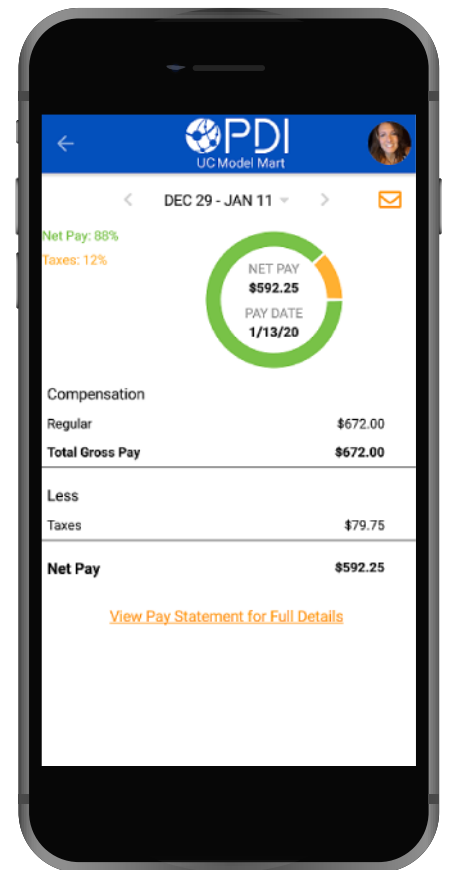 PDI
UC Model Mart
DEC 29 - JAN 11
Net Pay: 88%
Taxes: 12%
NET PAY
$592.25
PAY DATE
1/13/20
Compensation
Regular $672.00
Total Gross Pay $672.00
Less
Taxes $79.75
Net Pay $592.25
View Pay Statement for Full Details